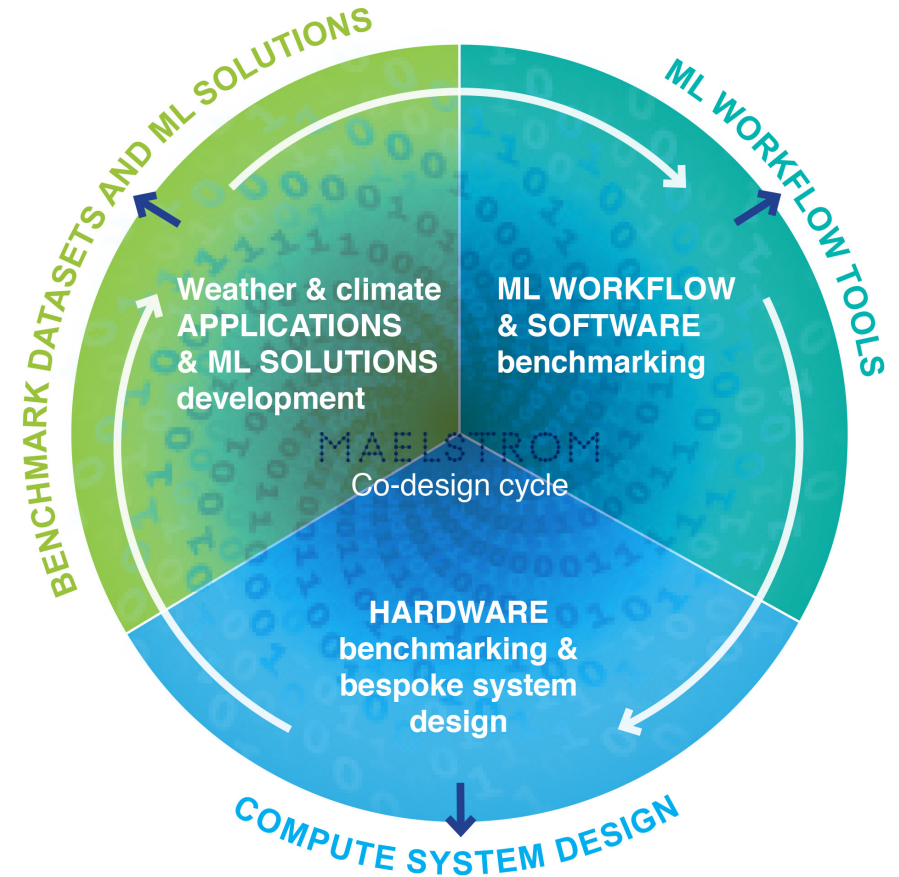 BENCHMARK DATASETS AND ML SOLUTIONS
ML WORKFLOW TOOLS
Weather & climate
APPLICATIONS
& ML SOLUTIONS
development
ML WORKFLOW
& SOFTWARE
benchmarking
MAELSTROM
Co-design cycle
HARDWARE
benchmarking &
bespoke system
design
COMPUTE SYSTEM DESIGN